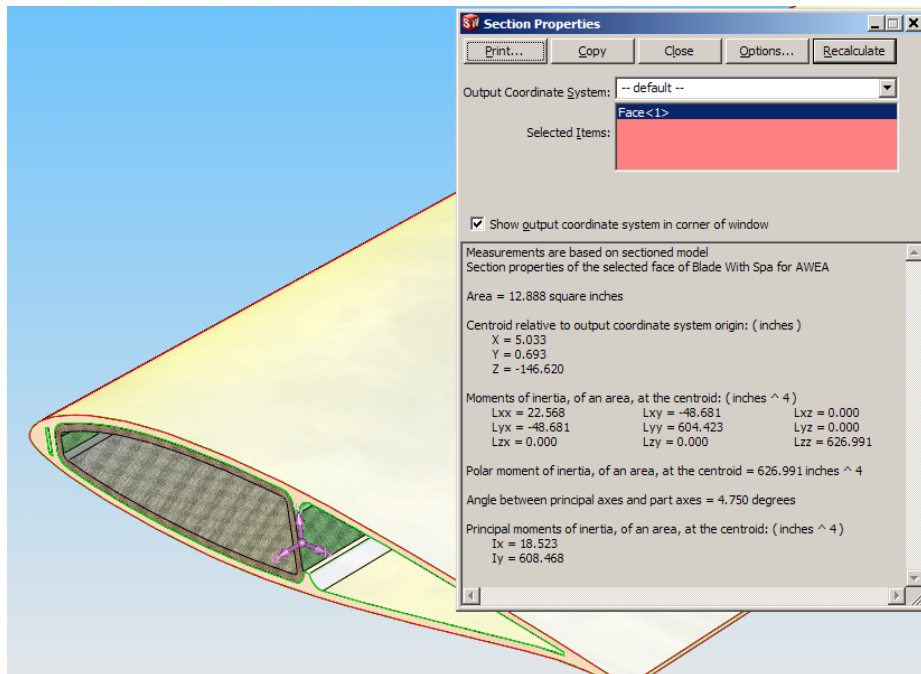 SW Section Properties
Print... Copy Close Options... Recalculate
Output Coordinate System: -- default --
Face<1>
Selected Items:
Show output coordinate system in corner of window
Measurements are based on sectioned model
Section properties of the selected face of Blade With Spa for AWEA
Area = 12.888 square inches
Centroid relative to output coordinate system origin: ( inches )
X = 5.033
Y = 0.693
Z = -146.620
Moments of inertia, of an area, at the centroid: ( inches ^ 4 )
Lxx = 22.568 Lxy = -48.681 Lxz = 0.000
Lyx = -48.681 Lyy = 604.423 Lyz = 0.000
Lzx = 0.000 Lzy = 0.000 Lzz = 626.991
Polar moment of inertia, of an area, at the centroid = 626.991 inches ^ 4
Angle between principal axes and part axes = 4.750 degrees
Principal moments of inertia, of an area, at the centroid: ( inches ^ 4 )
Ix = 18.523
Iy = 608.468